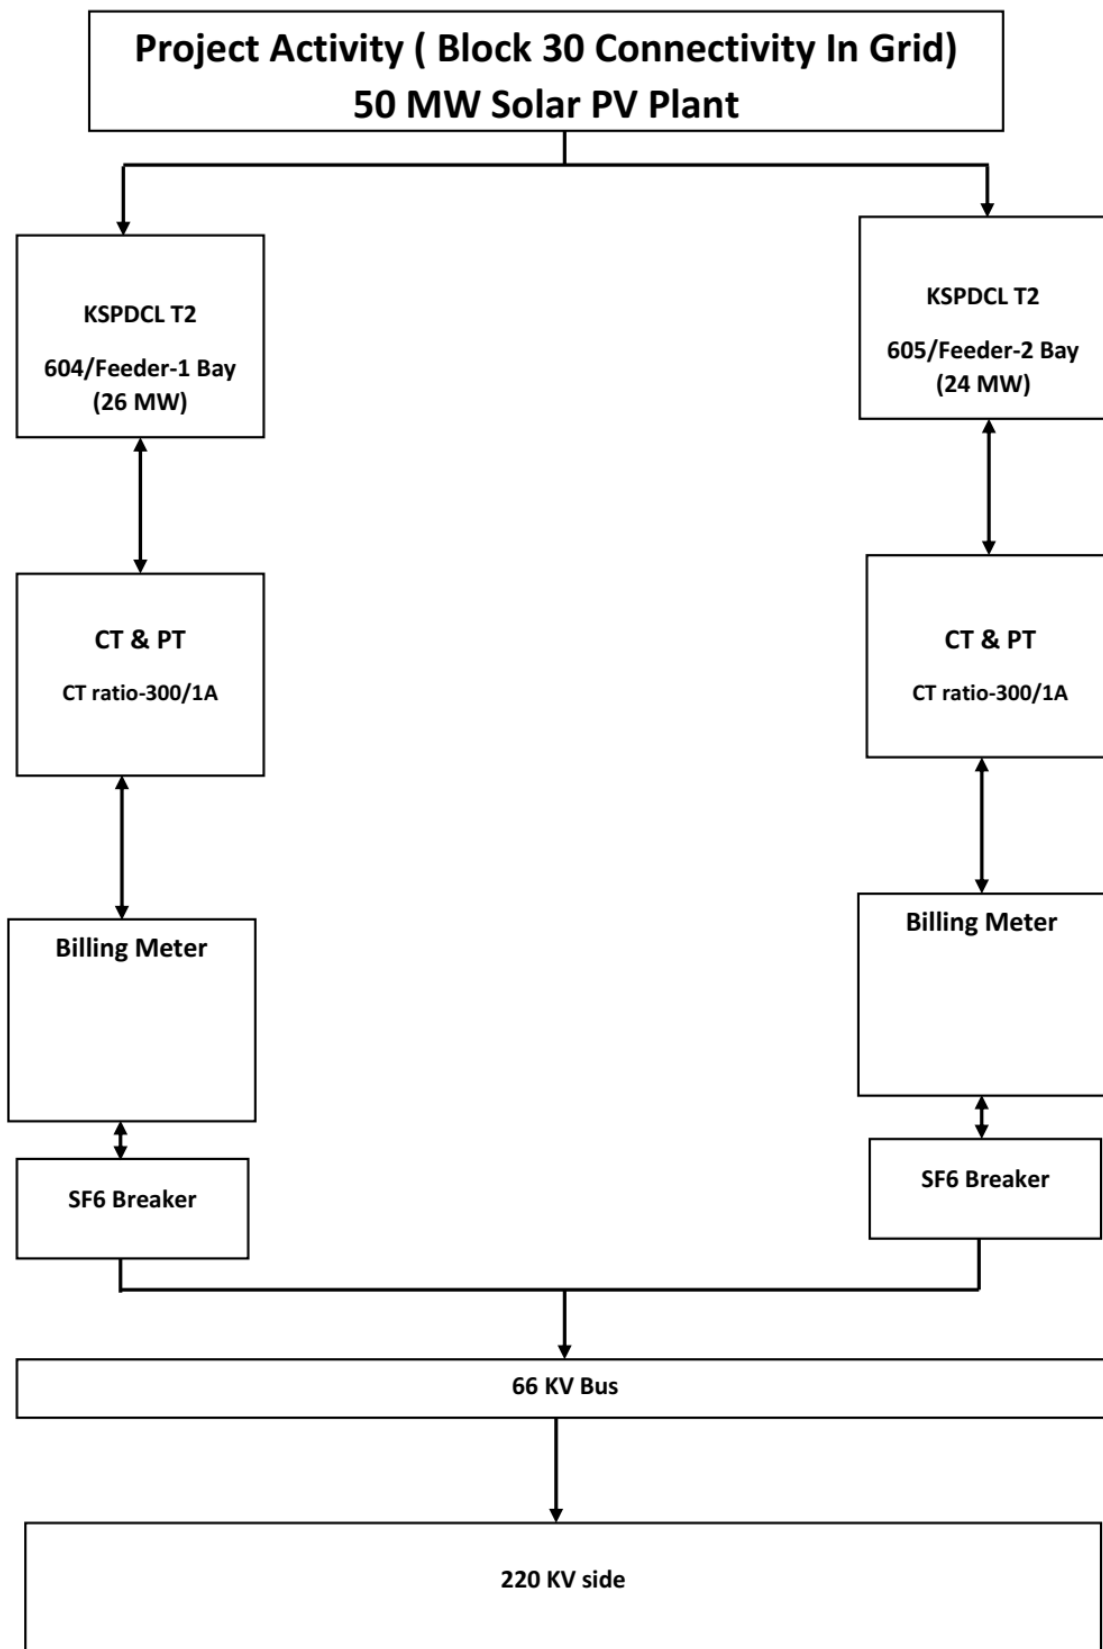 Project Activity ( Block 30 Connectivity In Grid)
50 MW Solar PV Plant
KSPDCL T2
604/Feeder-1 Bay
(26 MW)
KSPDCL T2
605/Feeder-2 Bay
(24 MW)
CT & PT
CT ratio-300/1A
CT & PT
CT ratio-300/1A
Billing Meter
Billing Meter
SF6 Breaker
SF6 Breaker
66 KV Bus
220 KV side